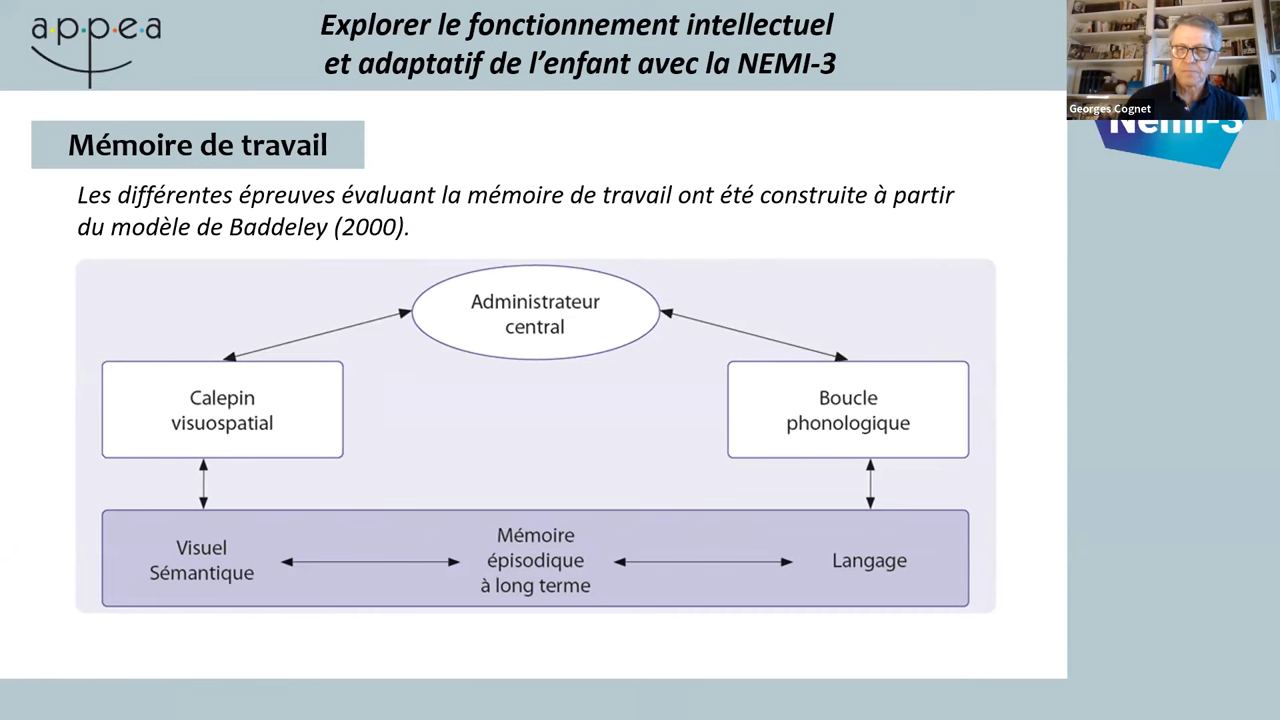 a·p·p·e·a
Explorer le fonctionnement intellectuel
et adaptatif de l’enfant avec la NEMI-3
Georges Cognet
Nemi-3
Mémoire de travail
Les différentes épreuves évaluant la mémoire de travail ont été construite à partir
du modèle de Baddeley (2000).
Administrateur
central
Calepin
visuospatial
Boucle
phonologique
Visuel
Sémantique
Mémoire
épisodique
à long terme
Langage